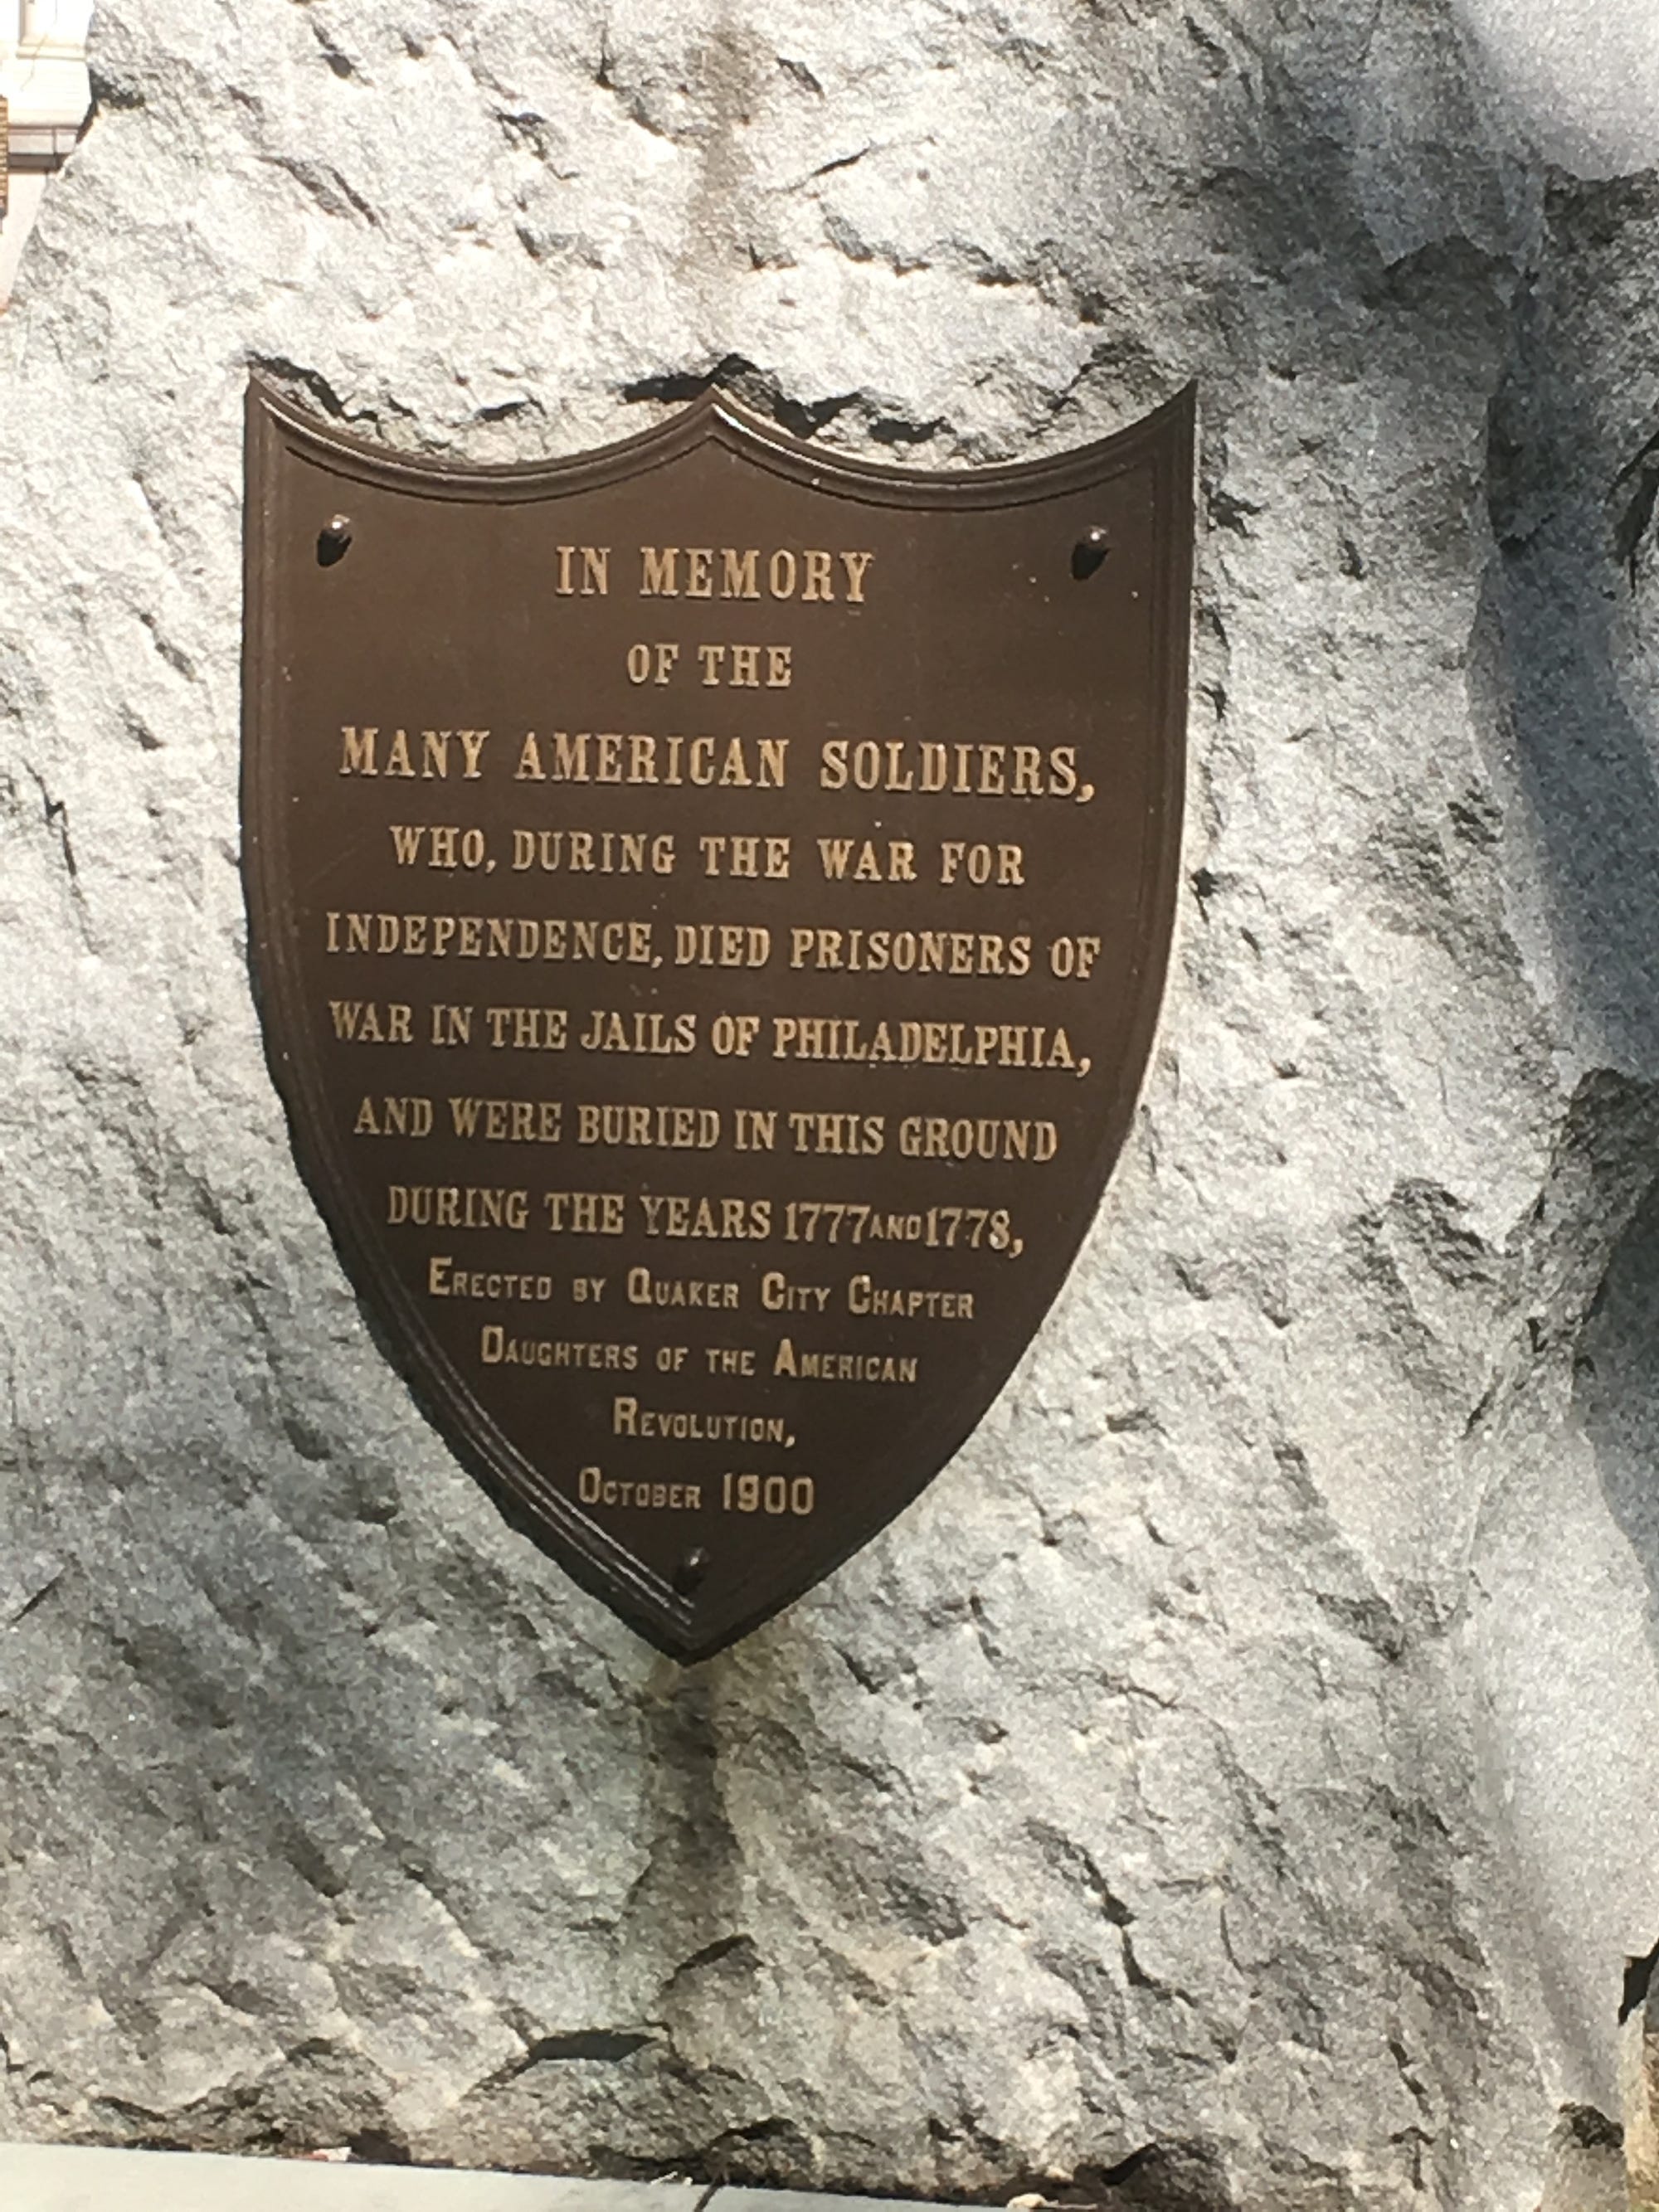 IN MEMORY
OF THE
MANY AMERICAN SOLDIERS,
WHO, DURING THE WAR FOR
INDEPENDENCE, DIED PRISONERS OF
WAR IN THE JAILS OF PHILADELPHIA,
AND WERE BURIED IN THIS GROUND
DURING THE YEARS 1777 AND 1778,
ERECTED BY QUAKER CITY CHAPTER
DAUGHTERS OF THE AMERICAN
REVOLUTION,
OCTOBER 1900